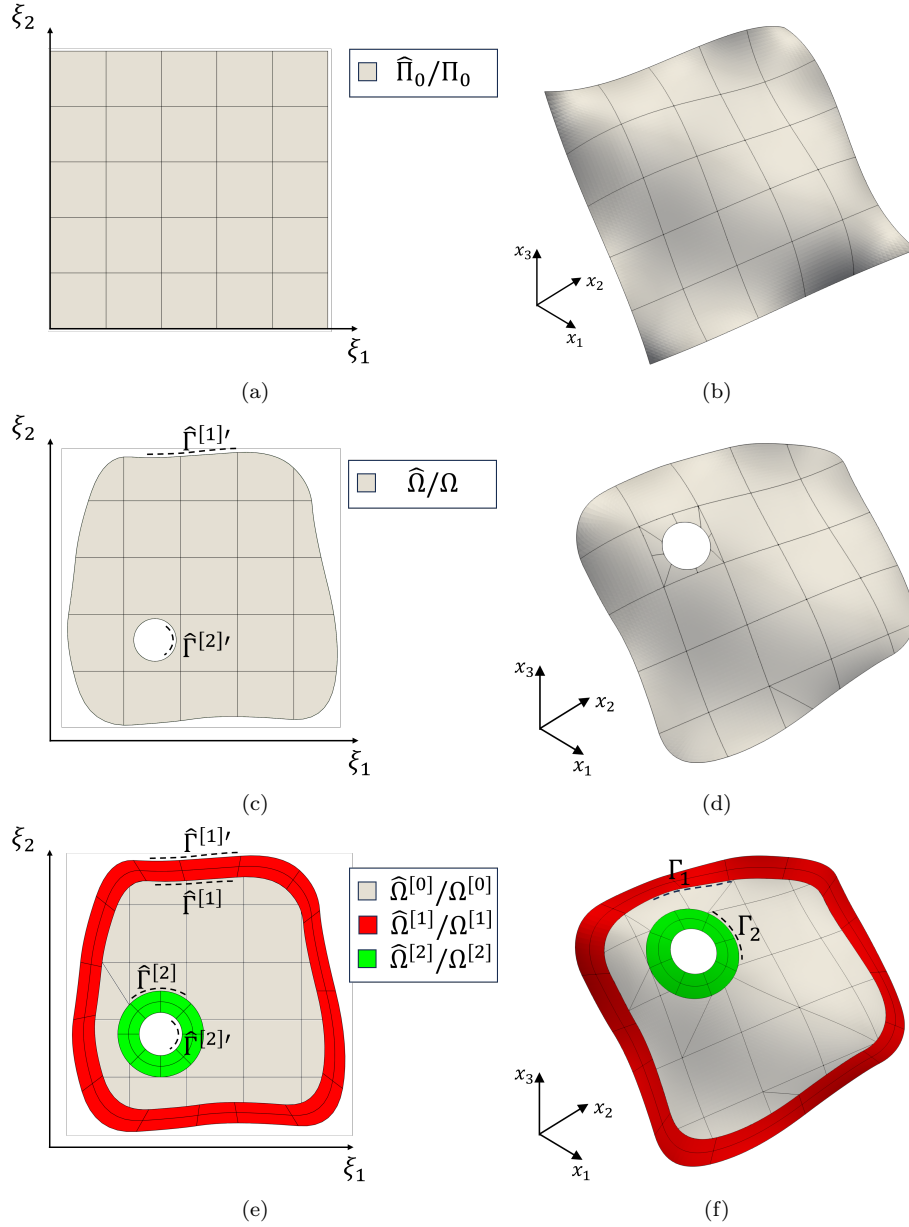 ξ₂
Π̂₀/Π₀
ξ₁
x₃
x₂
x₁
(a)
(b)
ξ₂
Γ̂^[1]′
Ω̂/Ω
Γ̂^[2]′
ξ₁
x₃
x₂
x₁
(c)
(d)
ξ₂
Γ̂^[1]′
Γ̂^[1]
Γ̂^[2]
Γ̂^[2]′
Ω̂^[0]/Ω^[0]
Ω̂^[1]/Ω^[1]
Ω̂^[2]/Ω^[2]
ξ₁
Γ₁
Γ₂
x₃
x₂
x₁
(e)
(f)